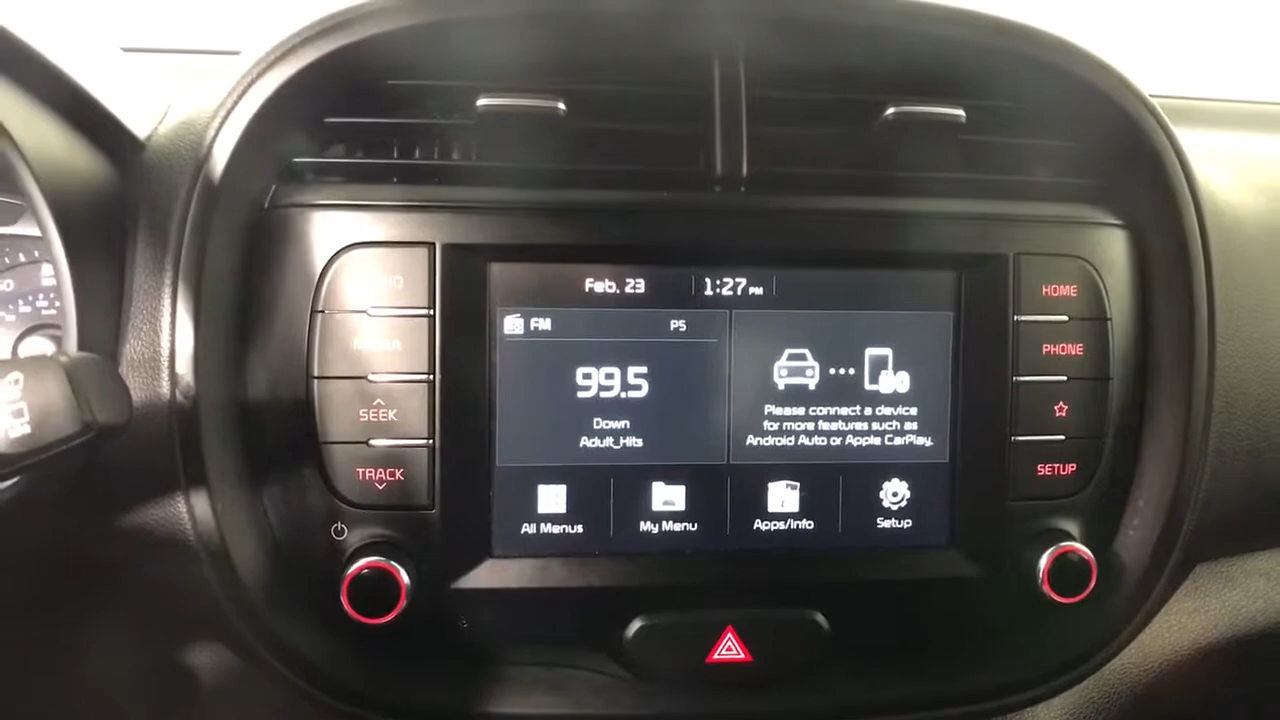 Feb. 23
1:27 PM
FM
P5
99.5
Down
Adult_Hits
Please connect a device
for more features such as
Android Auto or Apple CarPlay.
All Menus
My Menu
Apps/Info
Setup
MEDIA
SEEK
TRACK
HOME
PHONE
SETUP